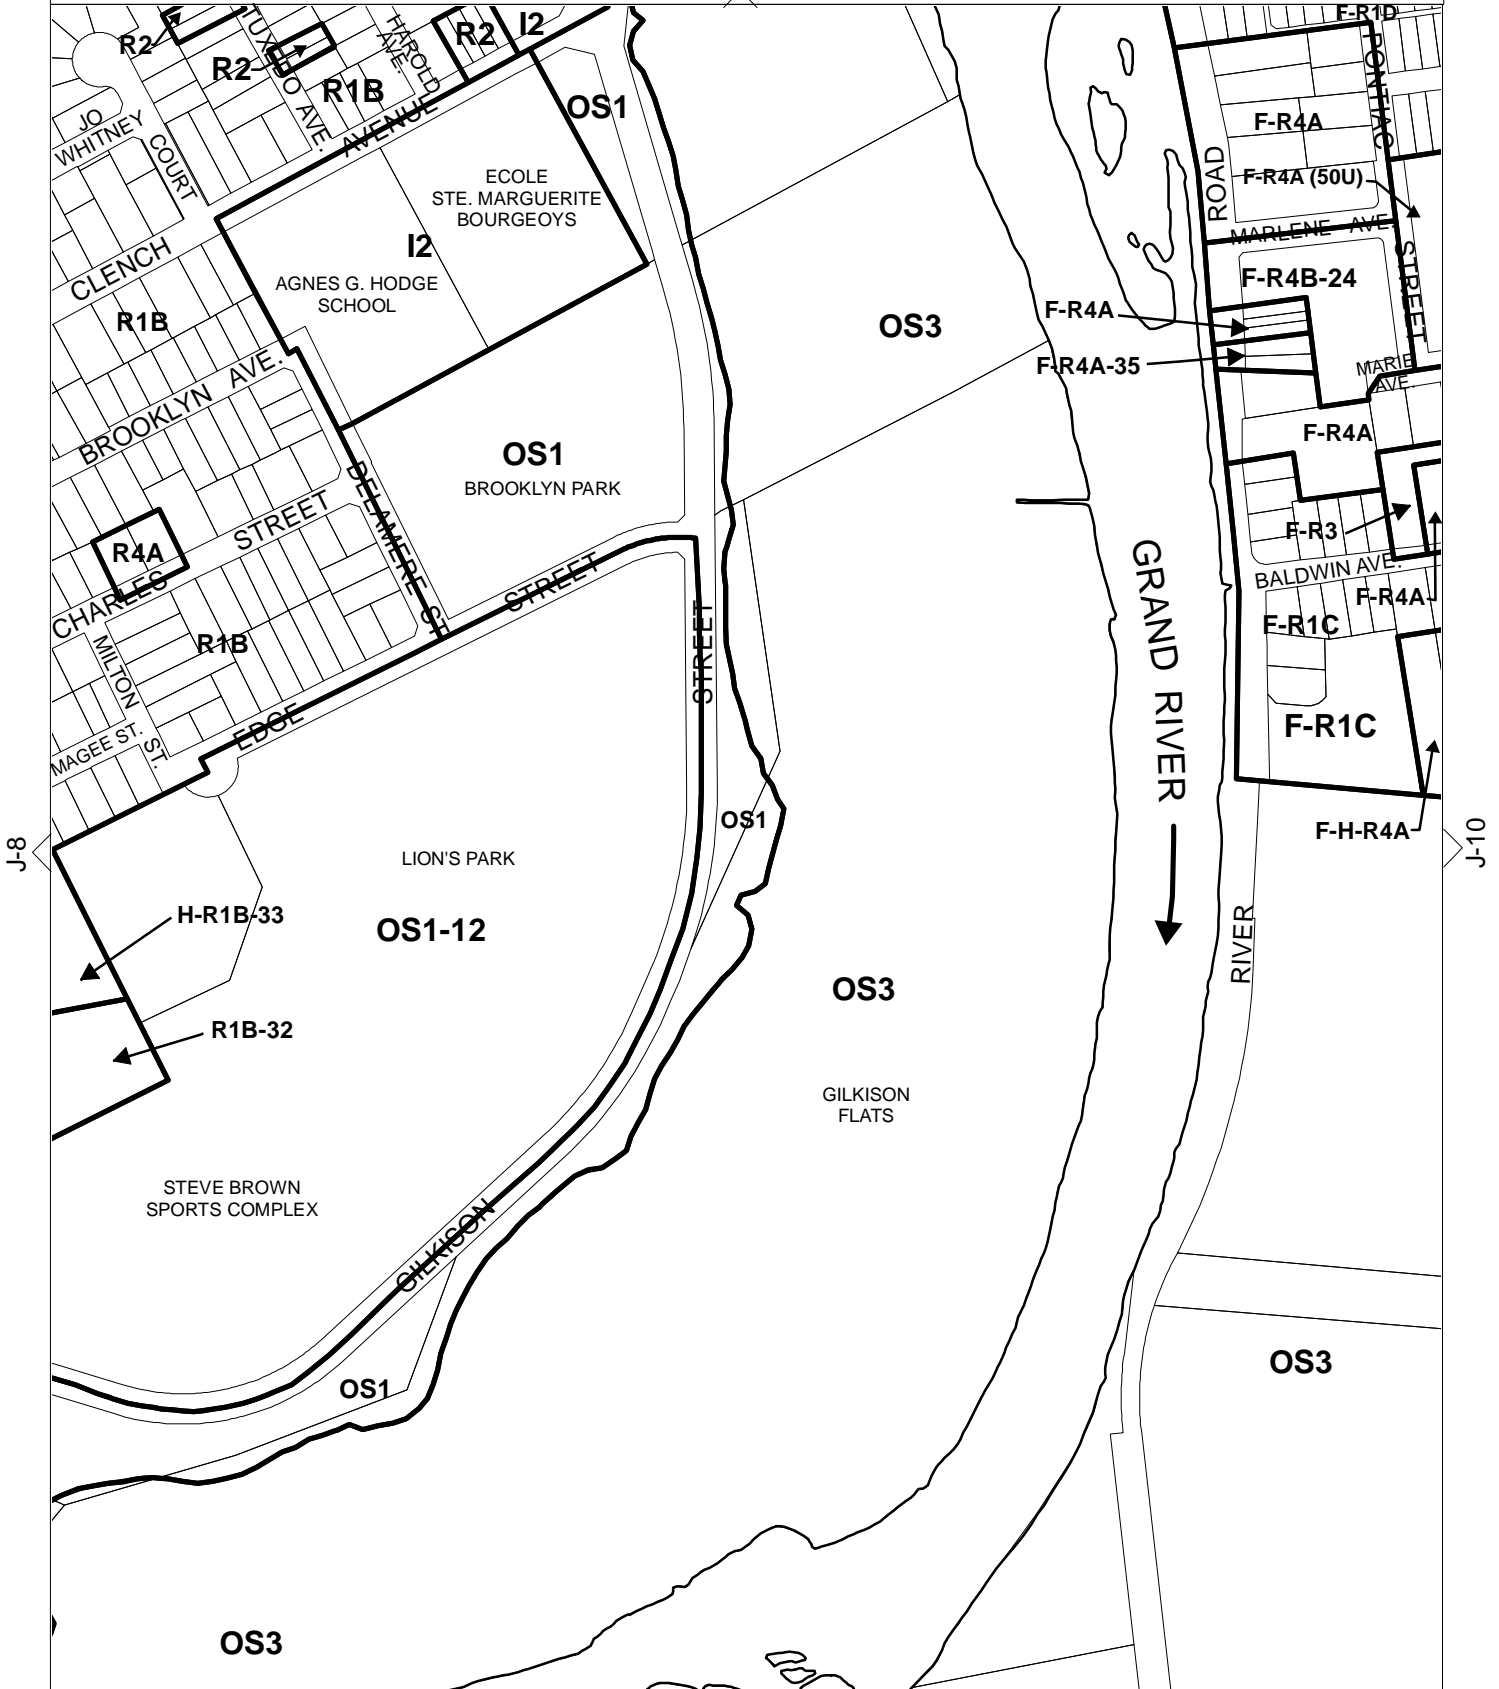 F-R1D
R2
I2
R2
R2
TUXEDO AVE.
HAROLD
AVE.
R1B
AVENUE
OS1
JO
WHITNEY
COURT
PONTIAC
F-R4A
ROAD
F-R4A (50U)
ECOLE
STE. MARGUERITE
BOURGEOYS
I2
MARLENE AVE.
STREET
CLENCH
AGNES G. HODGE
SCHOOL
F-R4B-24
F-R4A
R1B
OS3
F-R4A-35
MARIE
AVE.
BROOKLYN AVE.
F-R4A
OS1
BROOKLYN PARK
DELAMERE ST.
STREET
R4A
F-R3
GRAND RIVER
BALDWIN AVE.
F-R4A
CHARLES
STREET
STREET
F-R1C
R1B
MILTON ST.
MAGEE ST.
EDGE
F-R1C
OS1
F-H-R4A
J-8
J-10
LION'S PARK
H-R1B-33
OS1-12
RIVER
OS3
R1B-32
GILKISON
FLATS
STEVE BROWN
SPORTS COMPLEX
GILKISON
OS1
OS3
OS3